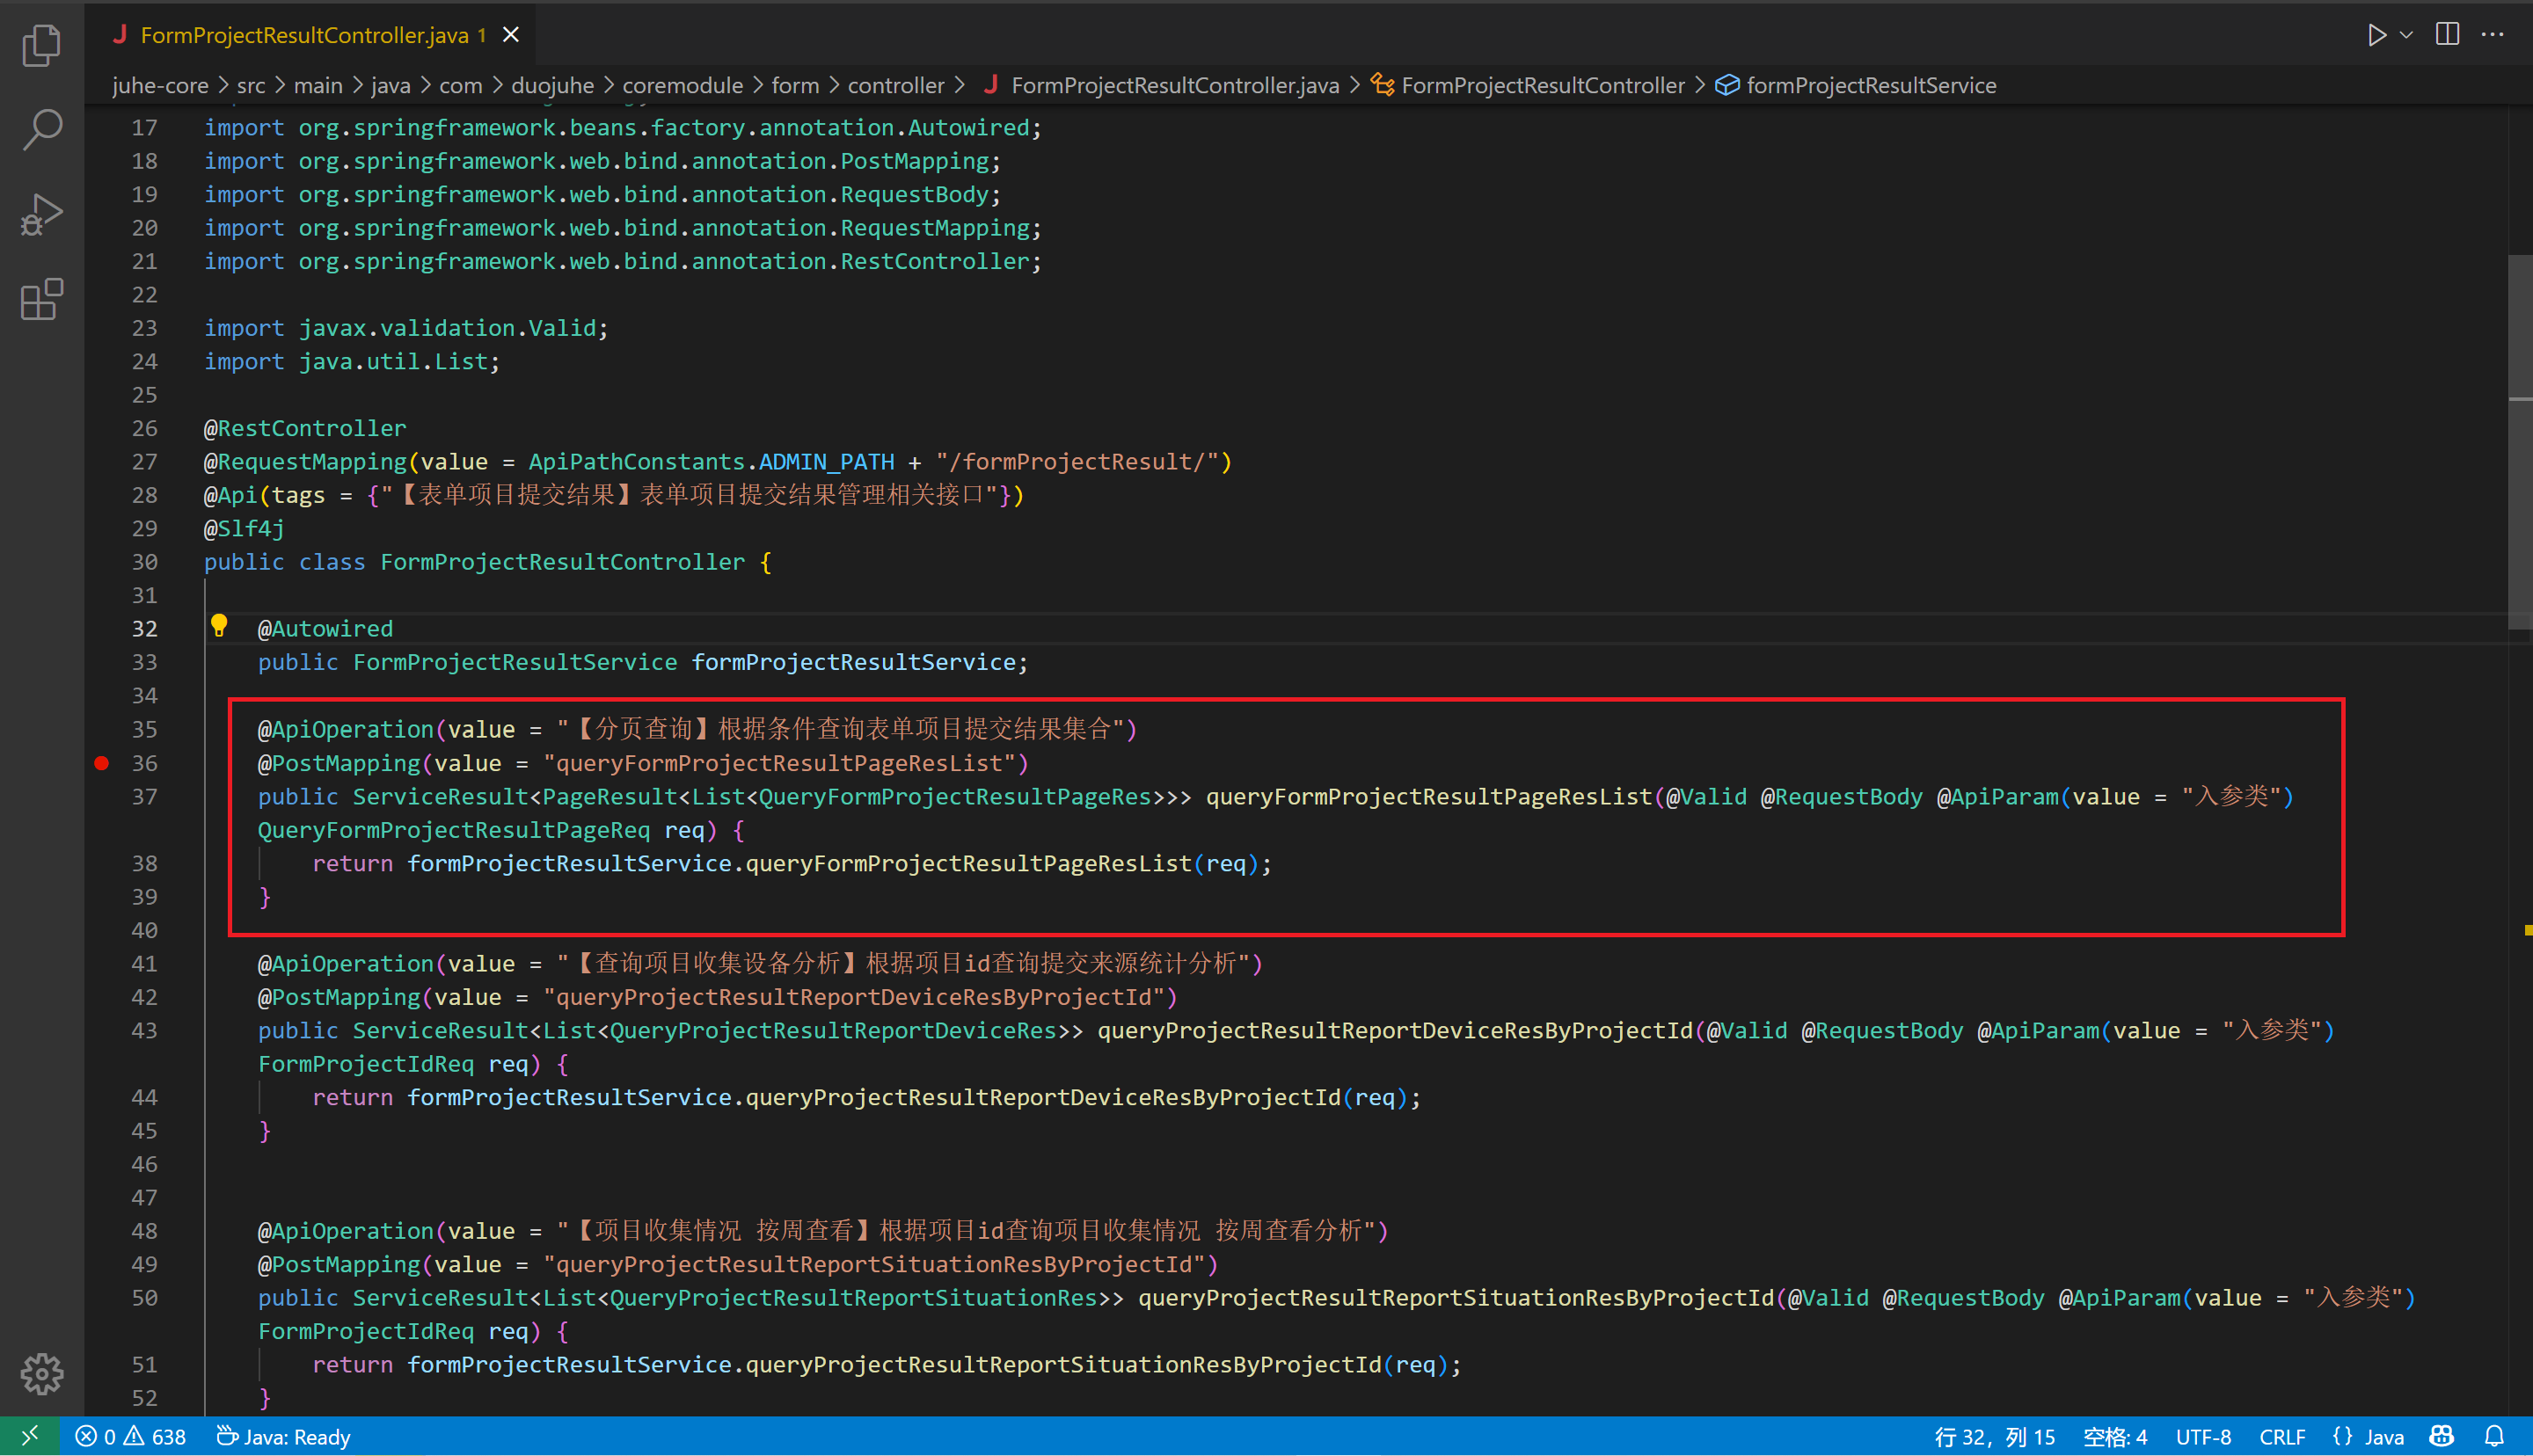 FormProjectResultController.java 1
juhe-core > src > main > java > com > duojuhe > coremodule > form > controller > FormProjectResultController.java > FormProjectResultController > formProjectResultService
17 import org.springframework.beans.factory.annotation.Autowired;
18 import org.springframework.web.bind.annotation.PostMapping;
19 import org.springframework.web.bind.annotation.RequestBody;
20 import org.springframework.web.bind.annotation.RequestMapping;
21 import org.springframework.web.bind.annotation.RestController;
22
23 import javax.validation.Valid;
24 import java.util.List;
25
26 @RestController
27 @RequestMapping(value = ApiPathConstants.ADMIN_PATH + "/formProjectResult/")
28 @Api(tags = {"【表单项目提交结果】表单项目提交结果管理相关接口"})
29 @Slf4j
30 public class FormProjectResultController {
31
32 @Autowired
33 public FormProjectResultService formProjectResultService;
34
35 @ApiOperation(value = "【分页查询】根据条件查询表单项目提交结果集合")
36 @PostMapping(value = "queryFormProjectResultPageResList")
37 public ServiceResult<PageResult<List<QueryFormProjectResultPageRes>>> queryFormProjectResultPageResList(@Valid @RequestBody @ApiParam(value = "入参类")
QueryFormProjectResultPageReq req) {
38 return formProjectResultService.queryFormProjectResultPageResList(req);
39 }
40
41 @ApiOperation(value = "【查询项目收集设备分析】根据项目id查询提交来源统计分析")
42 @PostMapping(value = "queryProjectResultReportDeviceResByProjectId")
43 public ServiceResult<List<QueryProjectResultReportDeviceRes>> queryProjectResultReportDeviceResByProjectId(@Valid @RequestBody @ApiParam(value = "入参类")
FormProjectIdReq req) {
44 return formProjectResultService.queryProjectResultReportDeviceResByProjectId(req);
45 }
46
47
48 @ApiOperation(value = "【项目收集情况 按周查看】根据项目id查询项目收集情况 按周查看分析")
49 @PostMapping(value = "queryProjectResultReportSituationResByProjectId")
50 public ServiceResult<List<QueryProjectResultReportSituationRes>> queryProjectResultReportSituationResByProjectId(@Valid @RequestBody @ApiParam(value = "入参类")
FormProjectIdReq req) {
51 return formProjectResultService.queryProjectResultReportSituationResByProjectId(req);
52 }
0 638 Java: Ready 行 32，列 15 空格: 4 UTF-8 CRLF {} Java